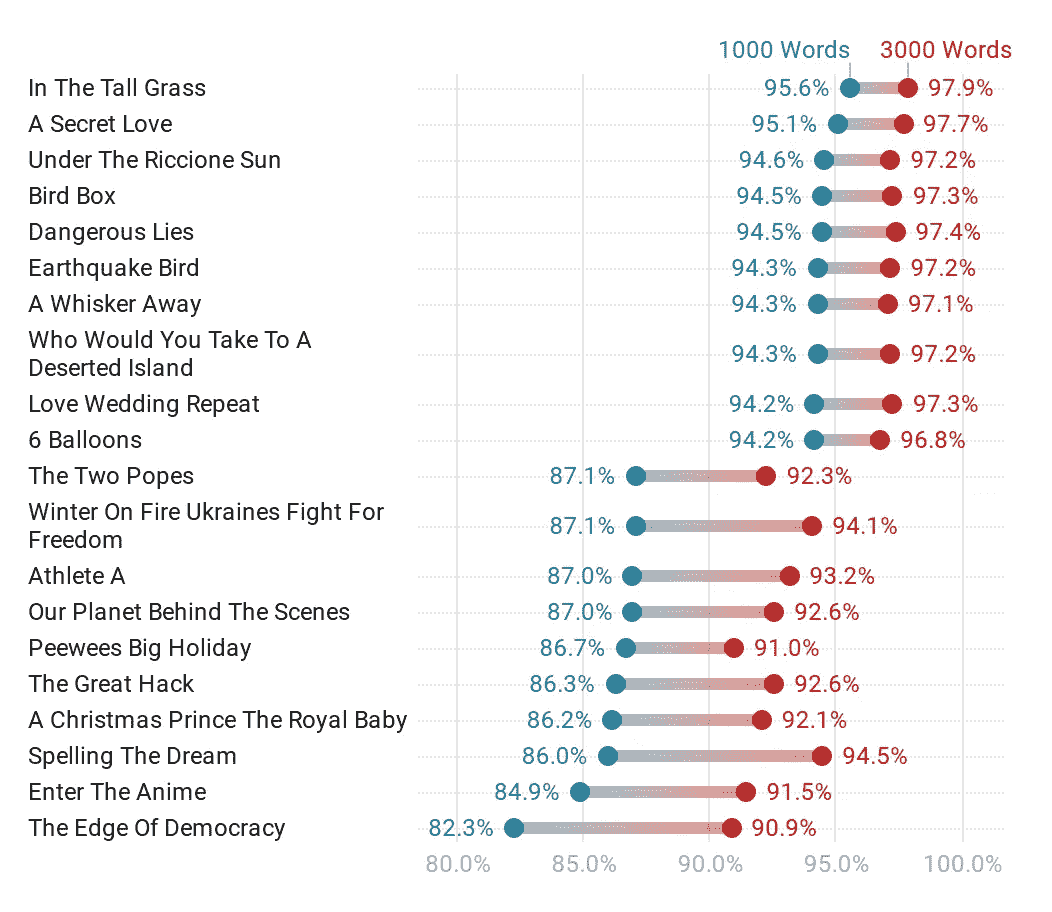 1000 Words 3000 Words
In The Tall Grass 95.6% 97.9%
A Secret Love 95.1% 97.7%
Under The Riccione Sun 94.6% 97.2%
Bird Box 94.5% 97.3%
Dangerous Lies 94.5% 97.4%
Earthquake Bird 94.3% 97.2%
A Whisker Away 94.3% 97.1%
Who Would You Take To A
Deserted Island 94.3% 97.2%
Love Wedding Repeat 94.2% 97.3%
6 Balloons 94.2% 96.8%
The Two Popes 87.1% 92.3%
Winter On Fire Ukraines Fight For
Freedom 87.1% 94.1%
Athlete A 87.0% 93.2%
Our Planet Behind The Scenes 87.0% 92.6%
Peewees Big Holiday 86.7% 91.0%
The Great Hack 86.3% 92.6%
A Christmas Prince The Royal Baby 86.2% 92.1%
Spelling The Dream 86.0% 94.5%
Enter The Anime 84.9% 91.5%
The Edge Of Democracy 82.3% 90.9%
80.0% 85.0% 90.0% 95.0% 100.0%